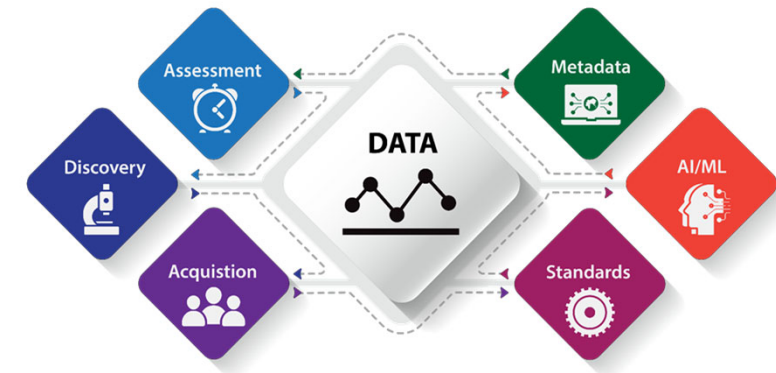 Assessment
Metadata
DATA
Discovery
AI/ML
Acquistion
Standards